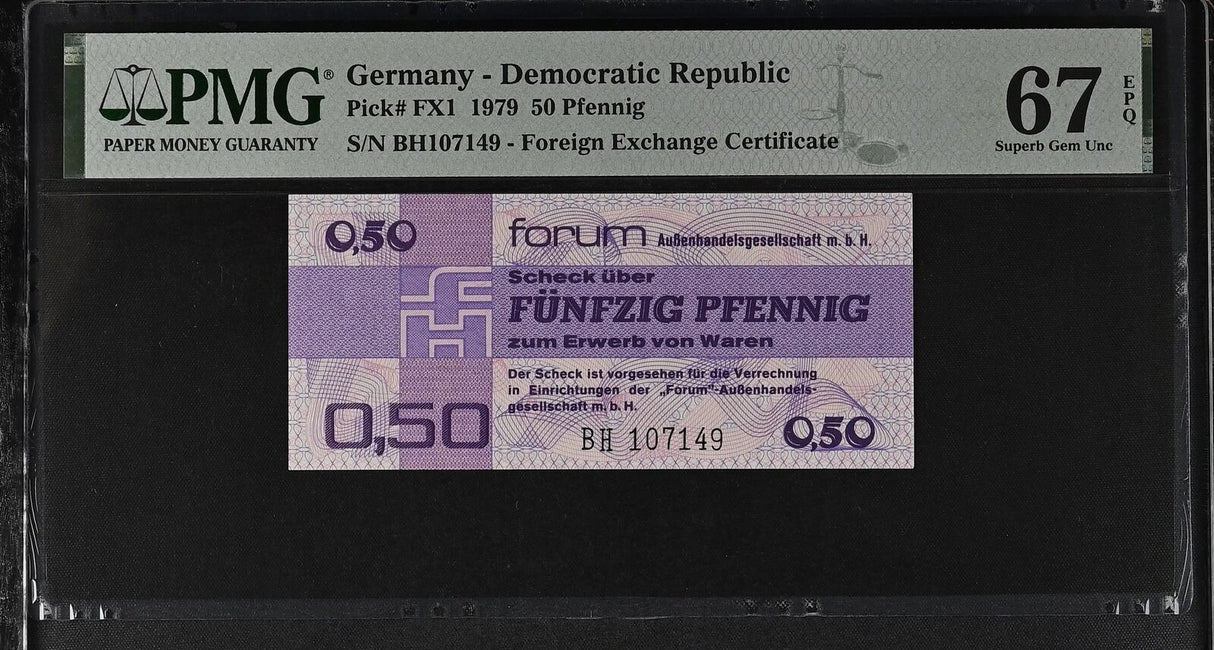 PMG®
PAPER MONEY GUARANTY
Germany - Democratic Republic
Pick# FX1 1979 50 Pfennig
S/N BH107149 - Foreign Exchange Certificate
67
EPQ
Superb Gem Unc
0,50
forum Außenhandelsgesellschaft m. b. H.
Scheck über
FÜNFZIG PFENNIG
zum Erwerb von Waren
Der Scheck ist vorgesehen für die Verrechnung
in Einrichtungen der „Forum"-Außenhandels-
gesellschaft m. b. H.
0,50
BH 107149
0,50